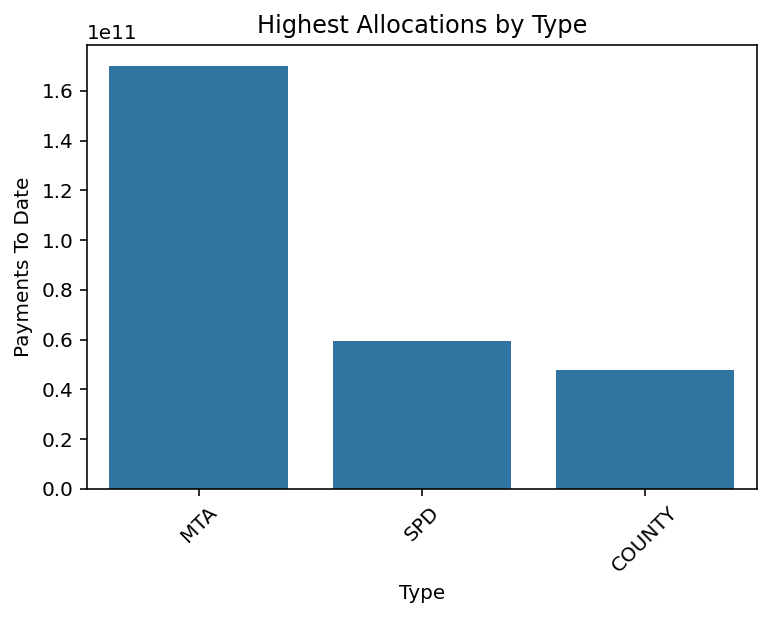 Highest Allocations by Type
1e11
1.6
1.4
1.2
1.0
0.8
0.6
0.4
0.2
0.0
Payments To Date
MTA
SPD
COUNTY
Type